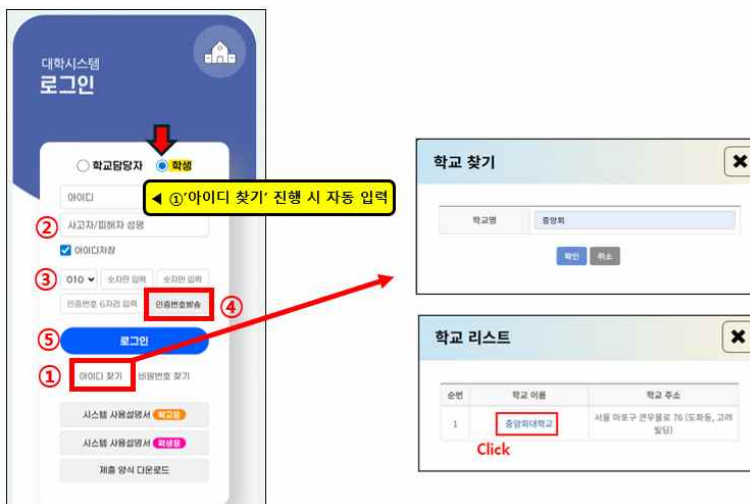 대학시스템
로그인
학교담당자 학생
아이디
◀ ①'아이디 찾기' 진행 시 자동 입력
② 사고자/피해자 성명
아이디저장
③ 010 숫자만 입력 숫자만 입력
인증번호 6자리 입력 인증번호발송 ④
⑤ 로그인
① 아이디 찾기 비밀번호 찾기
시스템 사용설명서 학교용
시스템 사용설명서 학생용
제출 양식 다운로드
학교 찾기
학교명 중앙회
확인 취소
학교 리스트
순번 학교 이름 학교 주소
1 중앙회대학교 서울 마포구 큰우물로 76 (도화동, 고려
빌딩)
Click